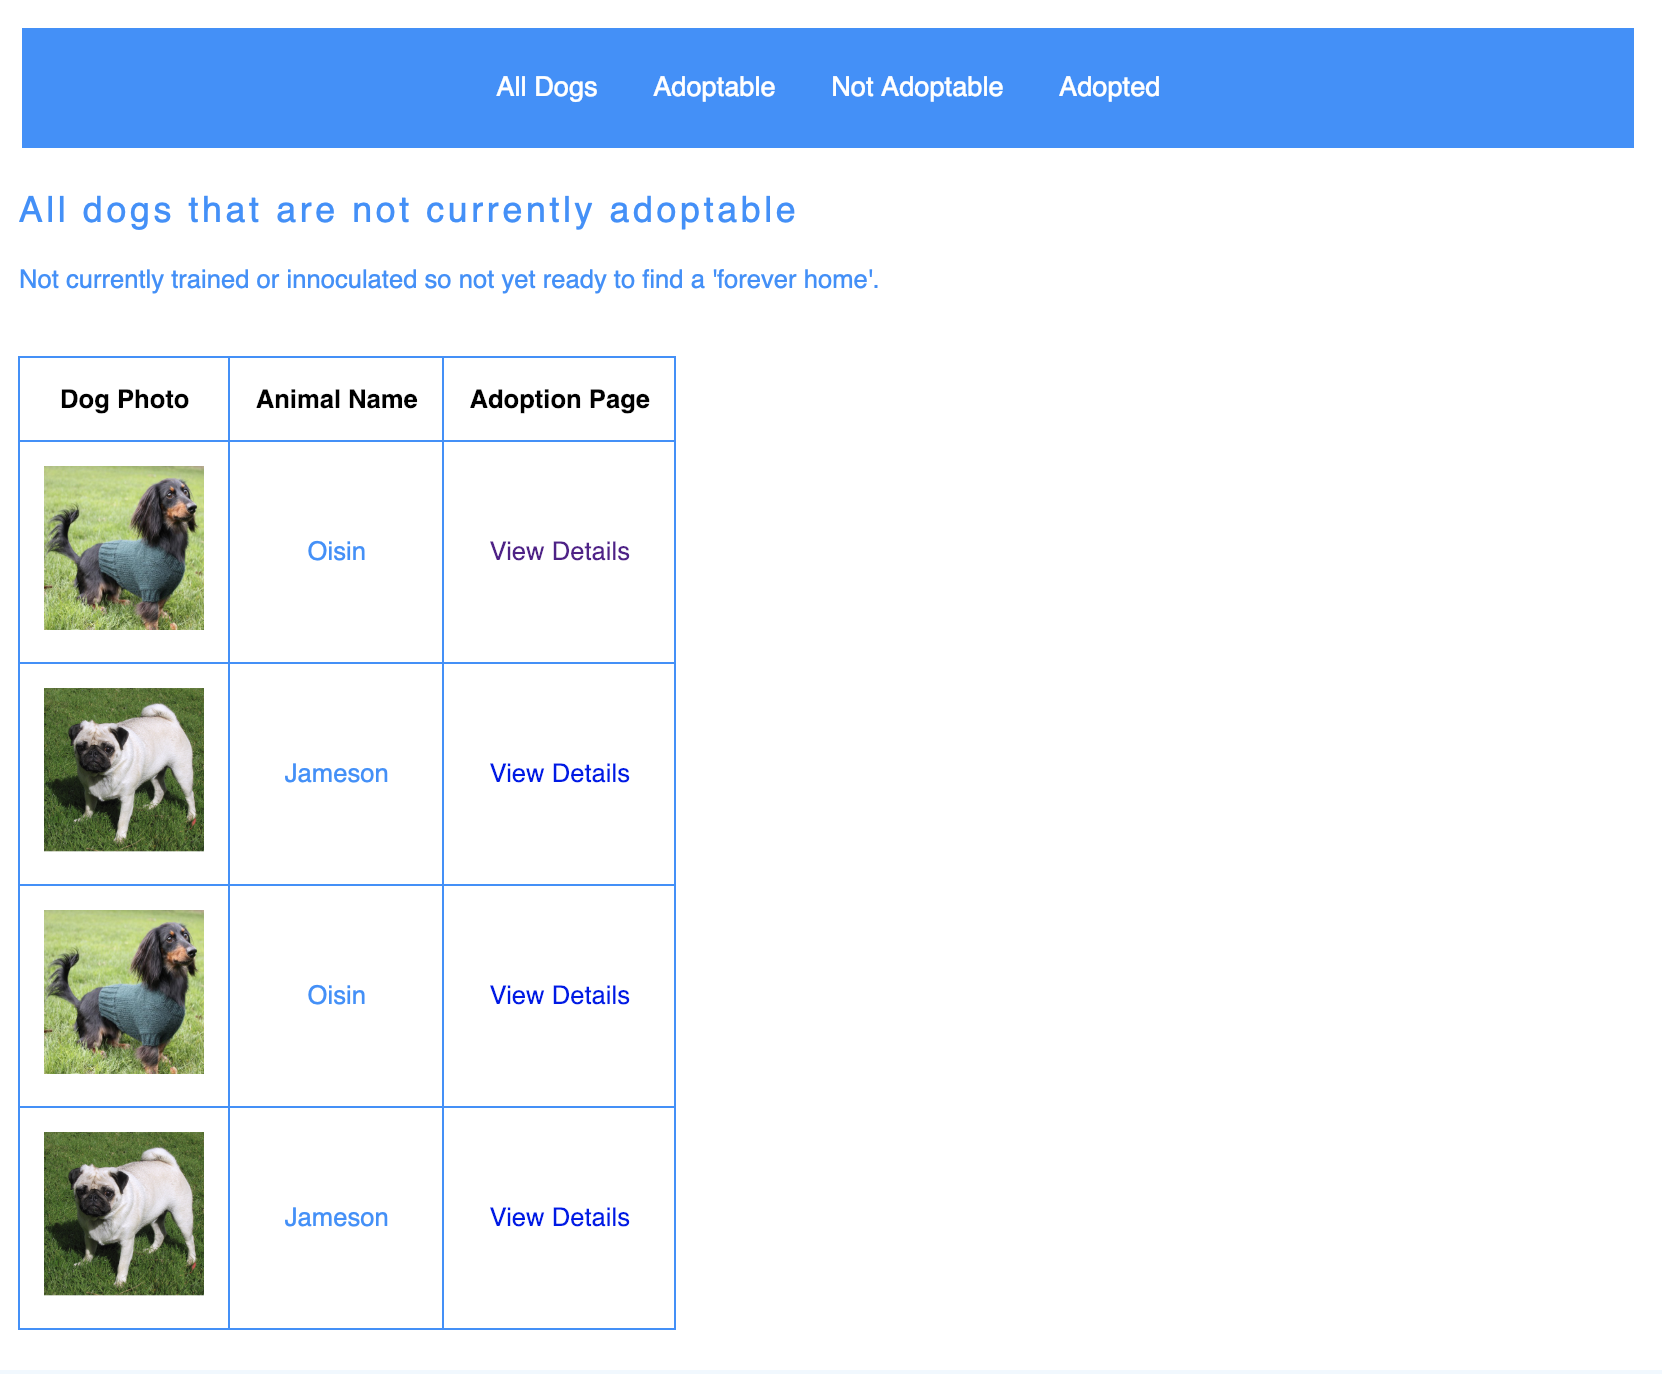 All Dogs Adoptable Not Adoptable Adopted
All dogs that are not currently adoptable
Not currently trained or innoculated so not yet ready to find a 'forever home'.
Dog Photo Animal Name Adoption Page
Oisin View Details
Jameson View Details
Oisin View Details
Jameson View Details